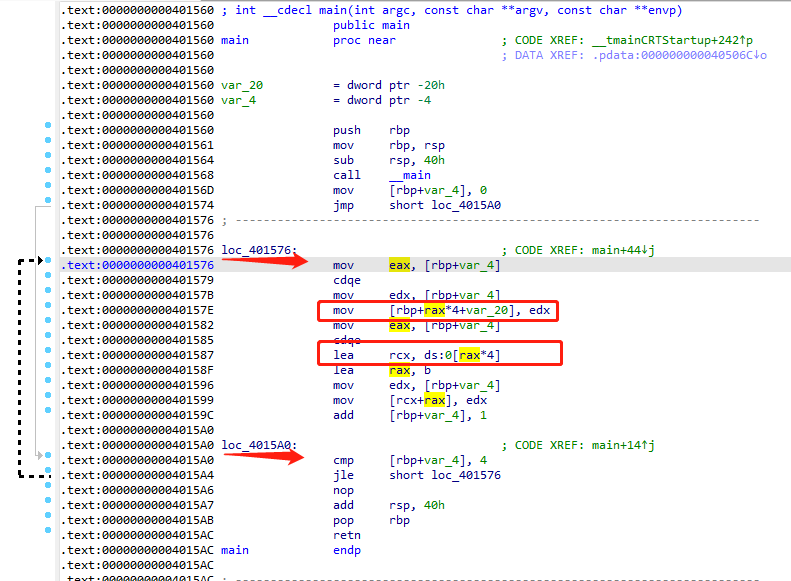 .text:0000000000401560 ; int __cdecl main(int argc, const char **argv, const char **envp)
.text:0000000000401560 public main
.text:0000000000401560 main proc near ; CODE XREF: __tmainCRTStartup+242↑p
.text:0000000000401560 ; DATA XREF: .pdata:000000000040506C↓o
.text:0000000000401560
.text:0000000000401560 var_20 = dword ptr -20h
.text:0000000000401560 var_4 = dword ptr -4
.text:0000000000401560
.text:0000000000401560 push rbp
.text:0000000000401561 mov rbp, rsp
.text:0000000000401564 sub rsp, 40h
.text:0000000000401568 call __main
.text:000000000040156D mov [rbp+var_4], 0
.text:0000000000401574 jmp short loc_4015A0
.text:0000000000401576 ; ---------------------------------------------------------------------------
.text:0000000000401576
.text:0000000000401576 loc_401576: ; CODE XREF: main+44↓j
.text:0000000000401576 mov eax, [rbp+var_4]
.text:0000000000401579 cdqe
.text:000000000040157B mov edx, [rbp+var_4]
.text:000000000040157E mov [rbp+rax*4+var_20], edx
.text:0000000000401582 mov eax, [rbp+var_4]
.text:0000000000401585 cdqe
.text:0000000000401587 lea rcx, ds:0[rax*4]
.text:000000000040158F lea rax, b
.text:0000000000401596 mov edx, [rbp+var_4]
.text:0000000000401599 mov [rcx+rax], edx
.text:000000000040159C add [rbp+var_4], 1
.text:00000000004015A0
.text:00000000004015A0 loc_4015A0: ; CODE XREF: main+14↑j
.text:00000000004015A0 cmp [rbp+var_4], 4
.text:00000000004015A4 jle short loc_401576
.text:00000000004015A6 nop
.text:00000000004015A7 add rsp, 40h
.text:00000000004015AB pop rbp
.text:00000000004015AC retn
.text:00000000004015AC main endp
.text:00000000004015AC
.text:00000000004015AC ; ---------------------------------------------------------------------------